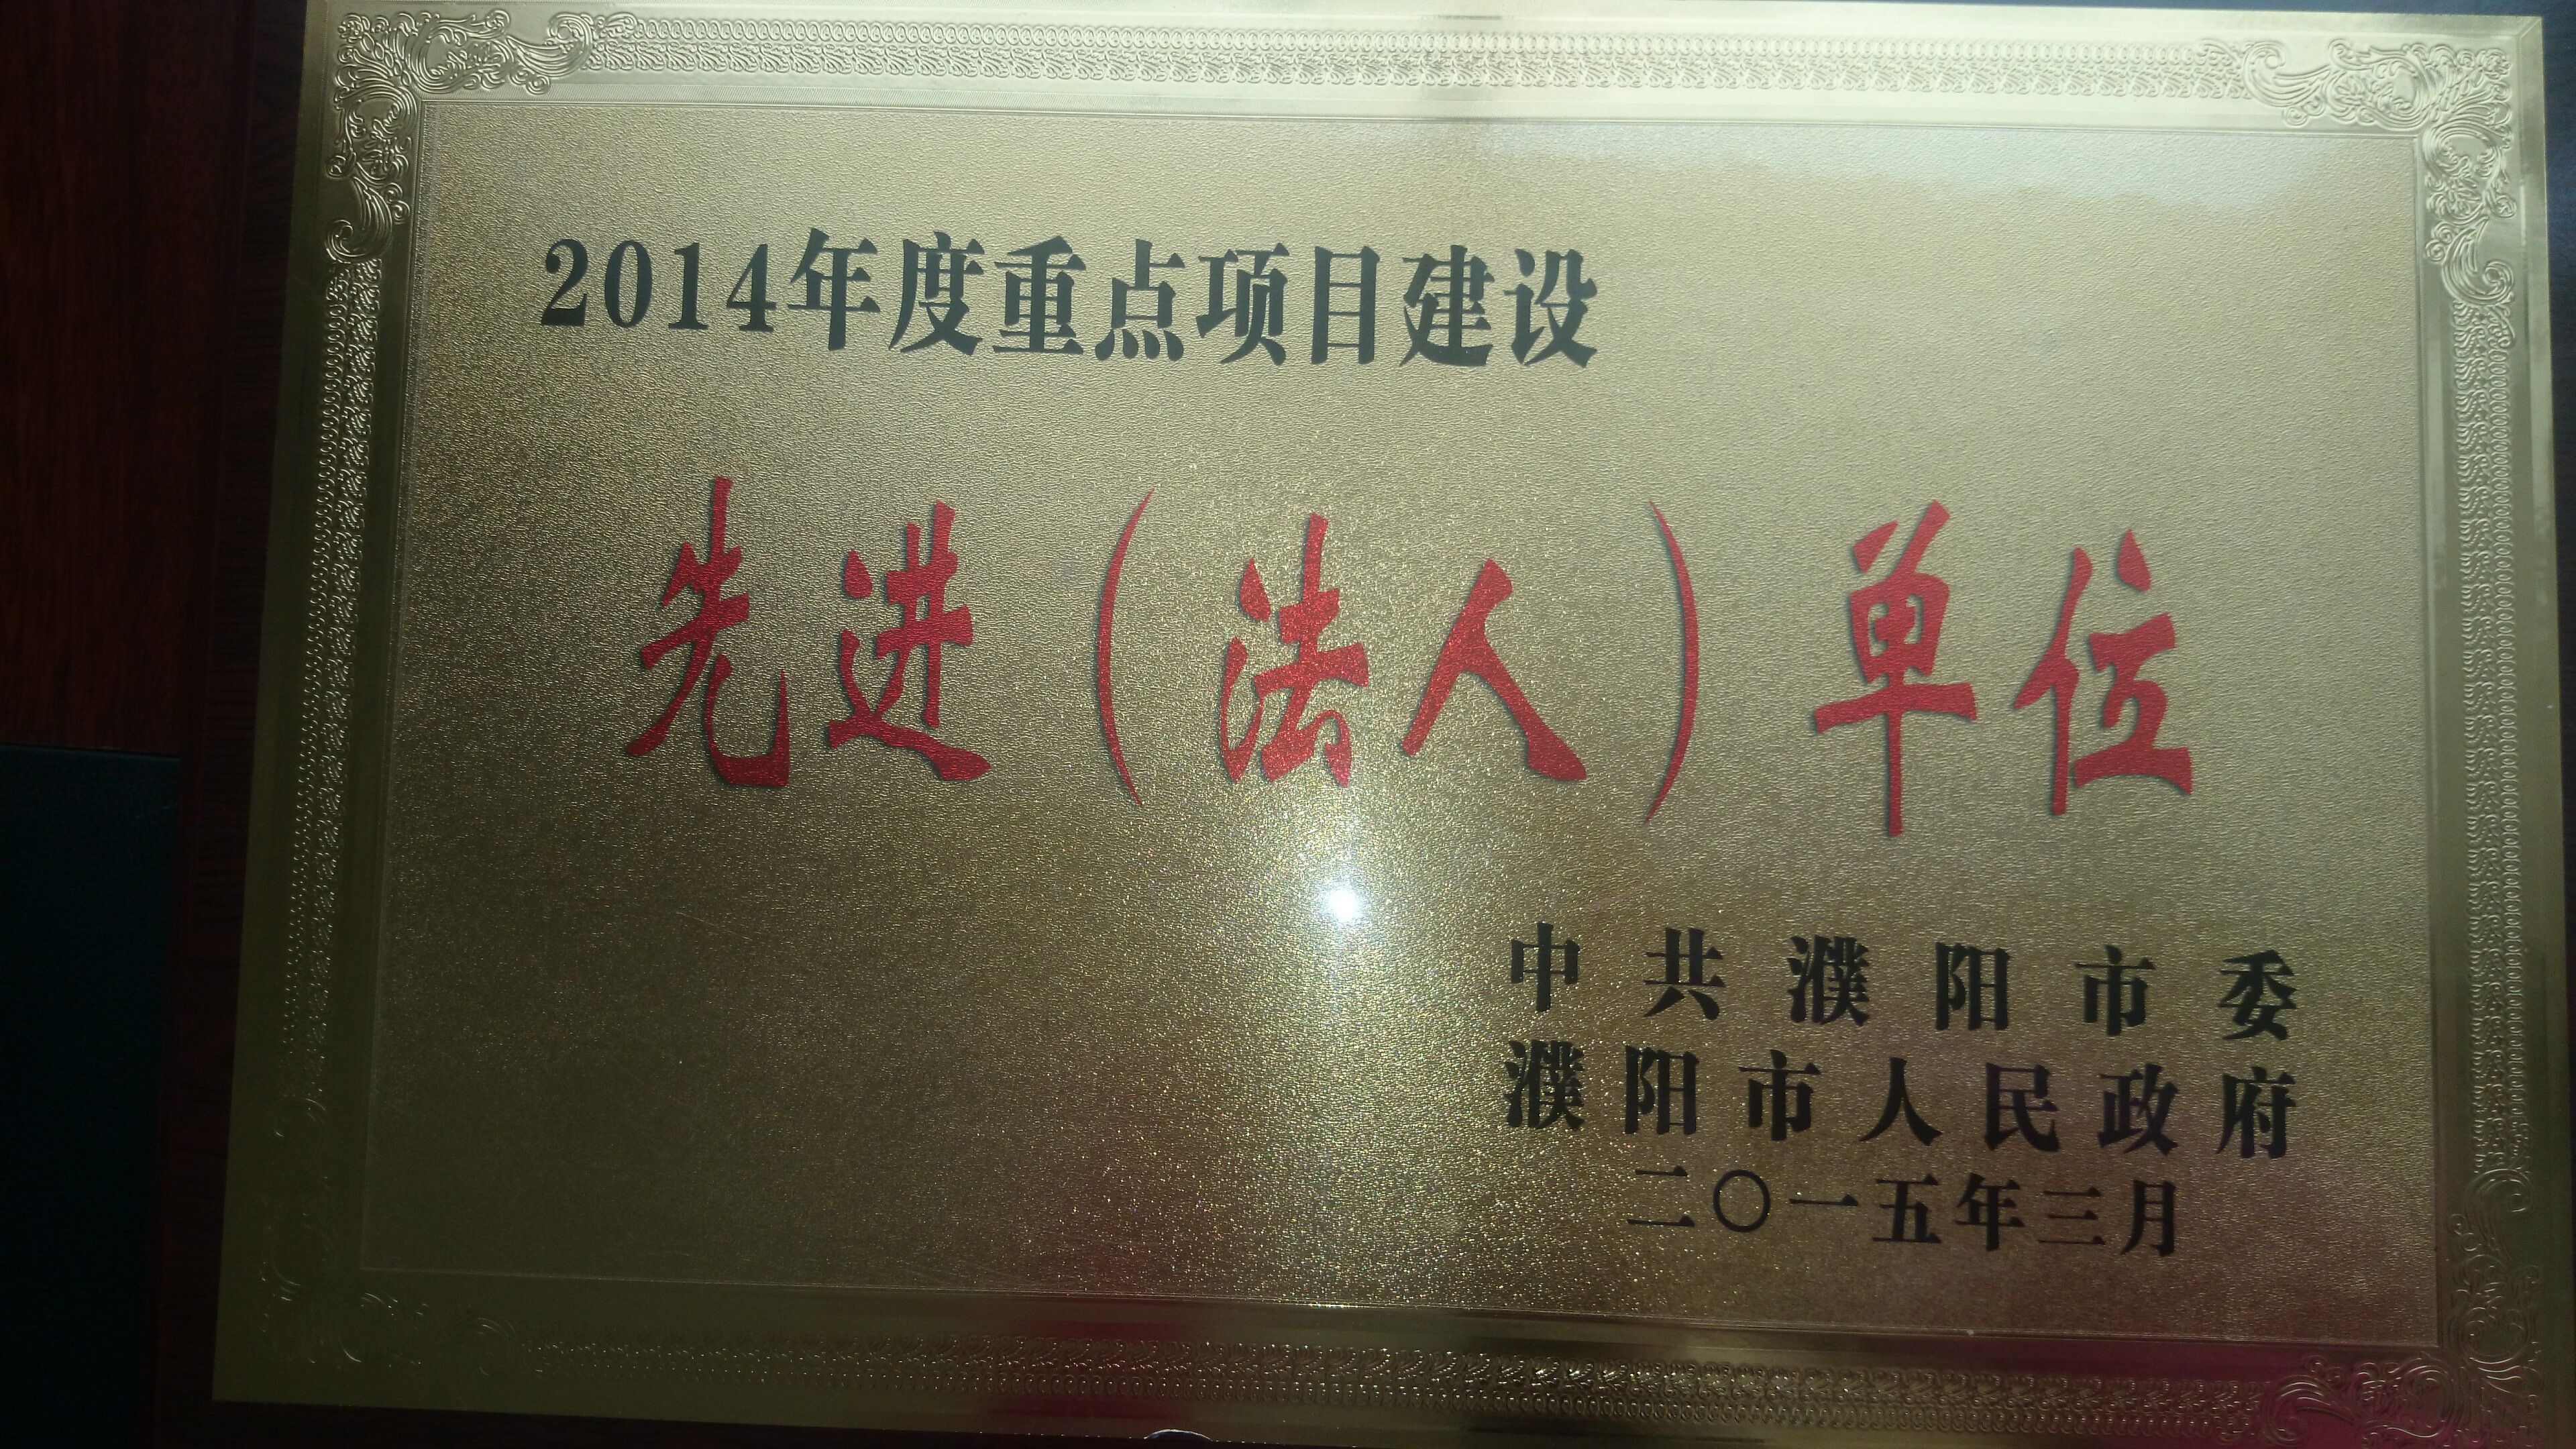 2014年度重点项目建设
先进（法人）单位
中共濮阳市委
濮阳市人民政府
二〇一五年三月